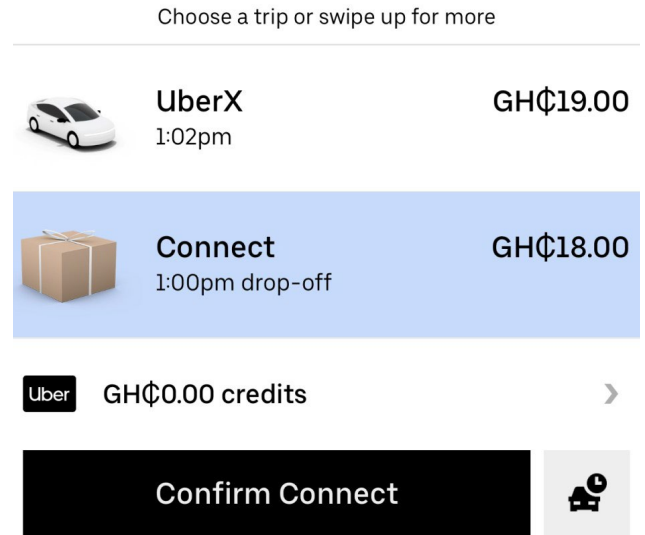 Choose a trip or swipe up for more
UberX GH₵19.00
1:02pm
Connect GH₵18.00
1:00pm drop-off
Uber GH₵0.00 credits
Confirm Connect